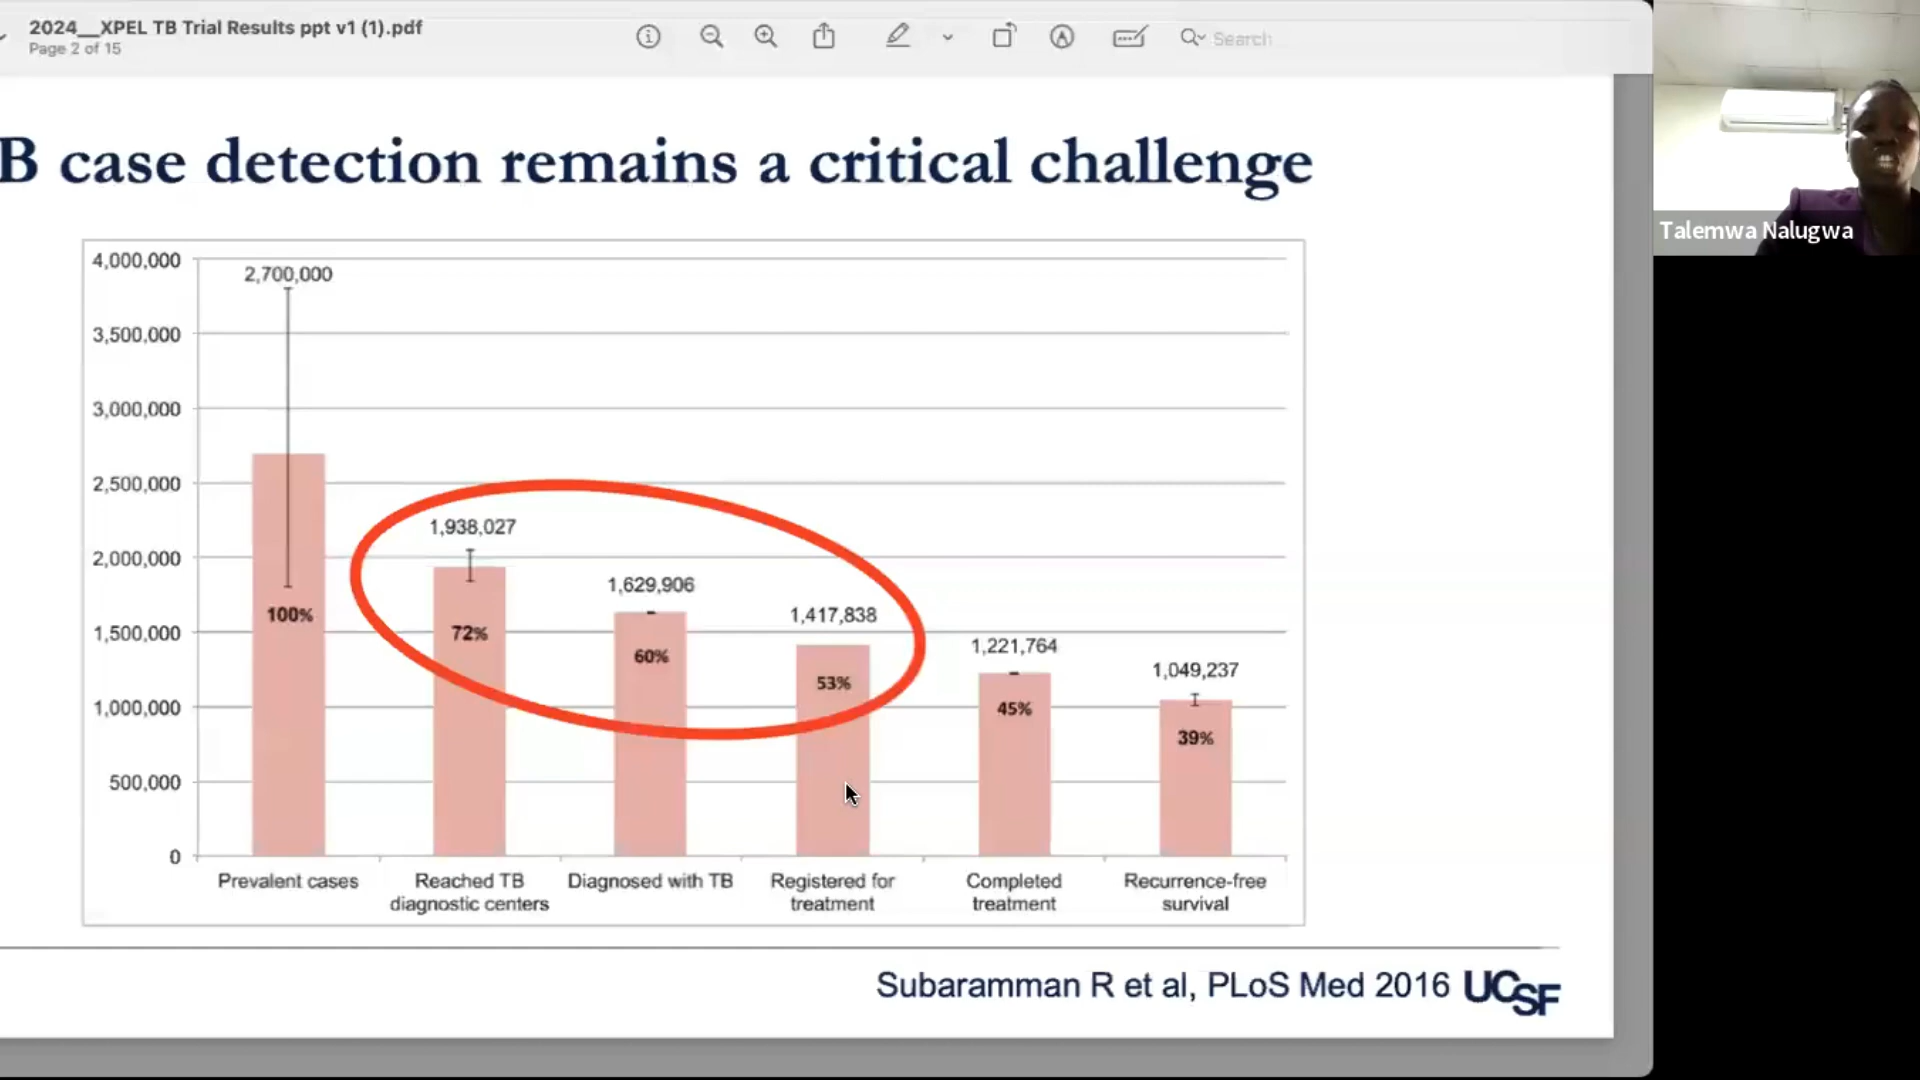 2024__XPEL TB Trial Results ppt v1 (1).pdf
Page 2 of 15
Search
B case detection remains a critical challenge
4,000,000
3,500,000
3,000,000
2,500,000
2,000,000
1,500,000
1,000,000
500,000
0
2,700,000
1,938,027
1,629,906
1,417,838
1,221,764
1,049,237
100%
72%
60%
53%
45%
39%
Prevalent cases
Reached TB
diagnostic centers
Diagnosed with TB
Registered for
treatment
Completed
treatment
Recurrence-free
survival
Subaramman R et al, PLoS Med 2016
UCSF
Talemwa Nalugwa